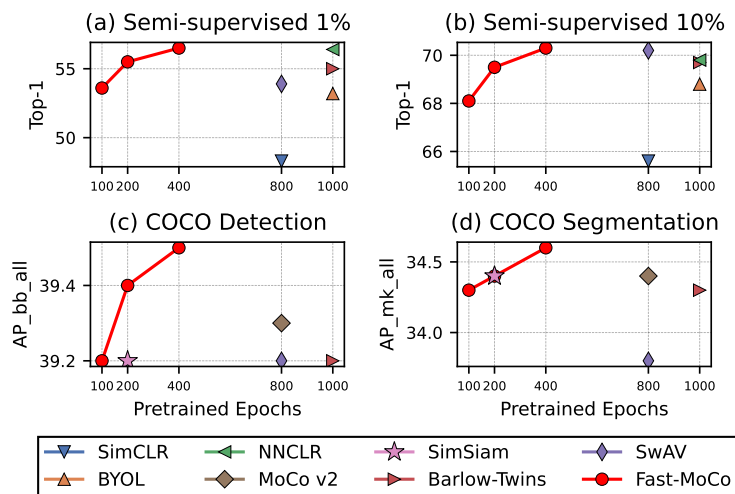 (a) Semi-supervised 1%
(b) Semi-supervised 10%
Top-1
55
50
100 200 400 800 1000
Top-1
70
68
66
100 200 400 800 1000
(c) COCO Detection
(d) COCO Segmentation
AP_bb_all
39.4
39.2
100 200 400 800 1000
Pretrained Epochs
AP_mk_all
34.5
34.0
100 200 400 800 1000
Pretrained Epochs
SimCLR NNCLR SimSiam SwAV
BYOL MoCo v2 Barlow-Twins Fast-MoCo